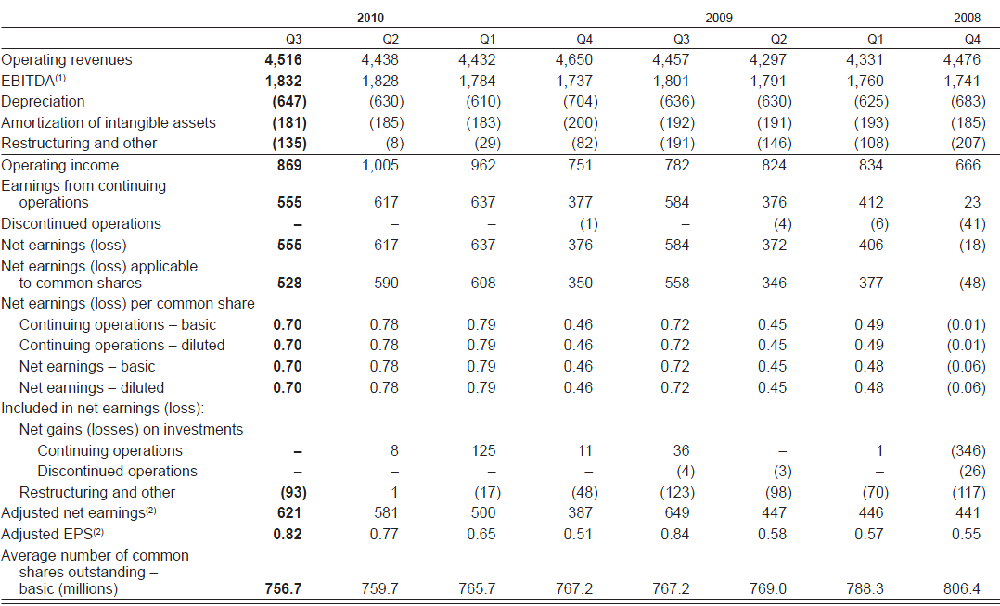 2010 2009 2008
Q3 Q2 Q1 Q4 Q3 Q2 Q1 Q4
Operating revenues 4,516 4,438 4,432 4,650 4,457 4,297 4,331 4,476
EBITDA(1) 1,832 1,828 1,784 1,737 1,801 1,791 1,760 1,741
Depreciation (647) (630) (610) (704) (636) (630) (625) (683)
Amortization of intangible assets (181) (185) (183) (200) (192) (191) (193) (185)
Restructuring and other (135) (8) (29) (82) (191) (146) (108) (207)
Operating income 869 1,005 962 751 782 824 834 666
Earnings from continuing
operations 555 617 637 377 584 376 412 23
Discontinued operations – – – (1) – (4) (6) (41)
Net earnings (loss) 555 617 637 376 584 372 406 (18)
Net earnings (loss) applicable
to common shares 528 590 608 350 558 346 377 (48)
Net earnings (loss) per common share
Continuing operations – basic 0.70 0.78 0.79 0.46 0.72 0.45 0.49 (0.01)
Continuing operations – diluted 0.70 0.78 0.79 0.46 0.72 0.45 0.49 (0.01)
Net earnings – basic 0.70 0.78 0.79 0.46 0.72 0.45 0.48 (0.06)
Net earnings – diluted 0.70 0.78 0.79 0.46 0.72 0.45 0.48 (0.06)
Included in net earnings (loss):
Net gains (losses) on investments
Continuing operations – 8 125 11 36 – 1 (346)
Discontinued operations – – – – (4) (3) – (26)
Restructuring and other (93) 1 (17) (48) (123) (98) (70) (117)
Adjusted net earnings(2) 621 581 500 387 649 447 446 441
Adjusted EPS(2) 0.82 0.77 0.65 0.51 0.84 0.58 0.57 0.55
Average number of common
shares outstanding –
basic (millions) 756.7 759.7 765.7 767.2 767.2 769.0 788.3 806.4